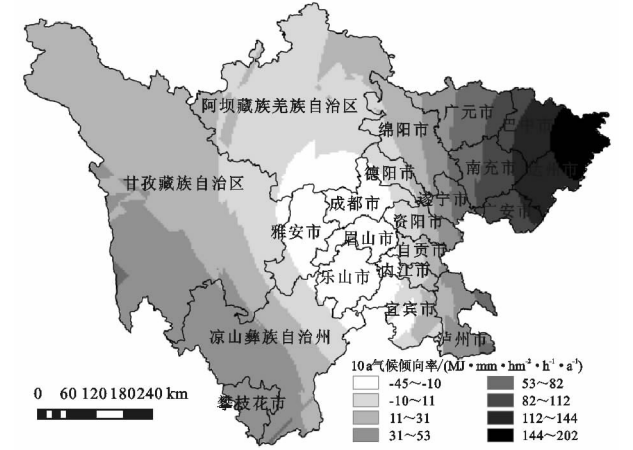 阿坝藏族羌族自治区
广元市
巴中市
绵阳市
德阳市
南充市
达州市
甘孜藏族自治区
成都市
遂宁市
广安市
资阳市
雅安市
眉山市
自贡市
乐山市
内江市
宜宾市
凉山彝族自治州
泸州市
攀枝花市
10a气候倾向率/(MJ·mm·hm⁻²·h⁻¹·a⁻¹)
-45～-10
53～82
-10～11
82～112
11～31
112～144
31～53
144～202
0 60 120 180 240 km